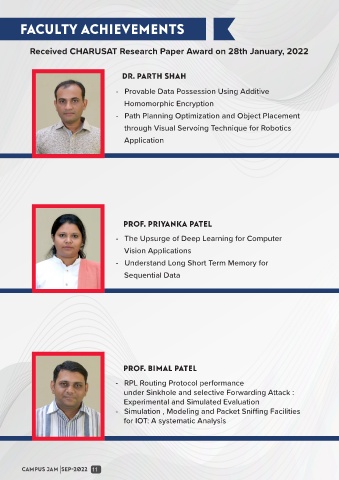 FACULTY ACHIEVEMENTS
Received CHARUSAT Research Paper Award on 28th January, 2022
DR. PARTH SHAH
- Provable Data Possession Using Additive
Homomorphic Encryption
- Path Planning Optimization and Object Placement
through Visual Servoing Technique for Robotics
Application
PROF. PRIYANKA PATEL
- The Upsurge of Deep Learning for Computer
Vision Applications
- Understand Long Short Term Memory for
Sequential Data
PROF. BIMAL PATEL
- RPL Routing Protocol performance
under Sinkhole and selective Forwarding Attack :
Experimental and Simulated Evaluation
- Simulation , Modeling and Packet Sniffing Facilities
for IOT: A systematic Analysis
CAMPUS JAM |SEP-2022 11